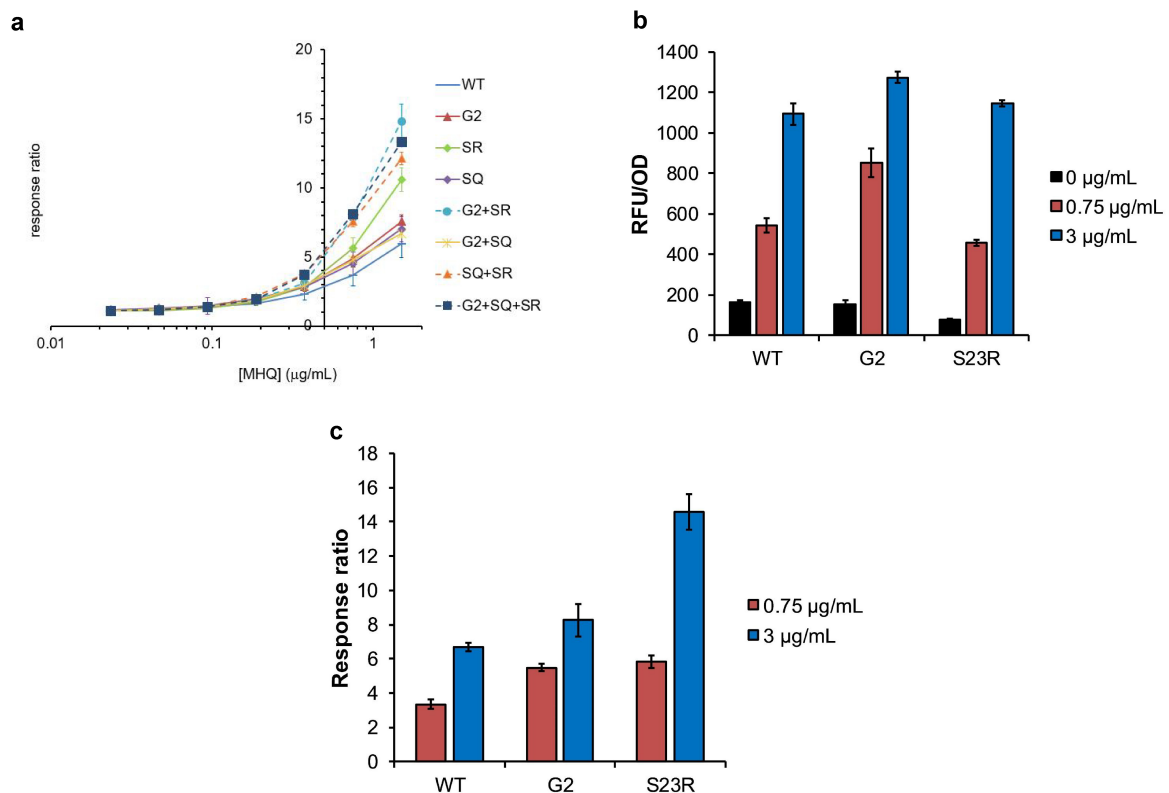 a
20
15
10
5
0
response ratio
0.01
0.1
1
[MHQ] (μg/mL)
WT
G2
SR
SQ
G2+SR
G2+SQ
SQ+SR
G2+SQ+SR
b
1400
1200
1000
800
600
400
200
0
RFU/OD
WT
G2
S23R
0 μg/mL
0.75 μg/mL
3 μg/mL
c
18
16
14
12
10
8
6
4
2
0
Response ratio
WT
G2
S23R
0.75 μg/mL
3 μg/mL